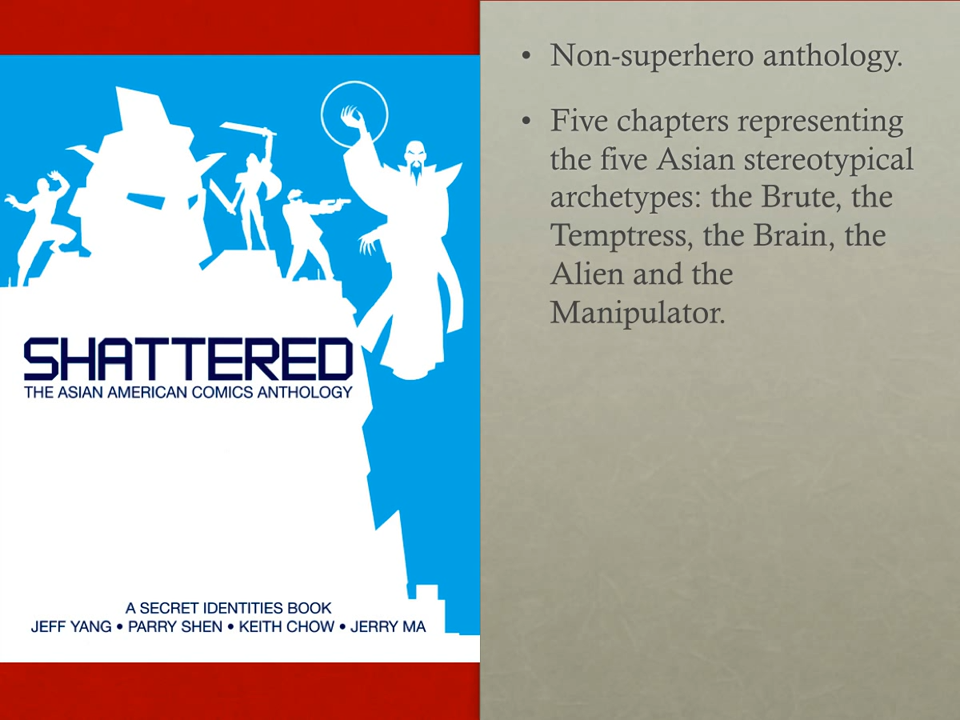 SHATTERED
THE ASIAN AMERICAN COMICS ANTHOLOGY
A SECRET IDENTITIES BOOK
JEFF YANG • PARRY SHEN • KEITH CHOW • JERRY MA
• Non-superhero anthology.
• Five chapters representing
the five Asian stereotypical
archetypes: the Brute, the
Temptress, the Brain, the
Alien and the
Manipulator.